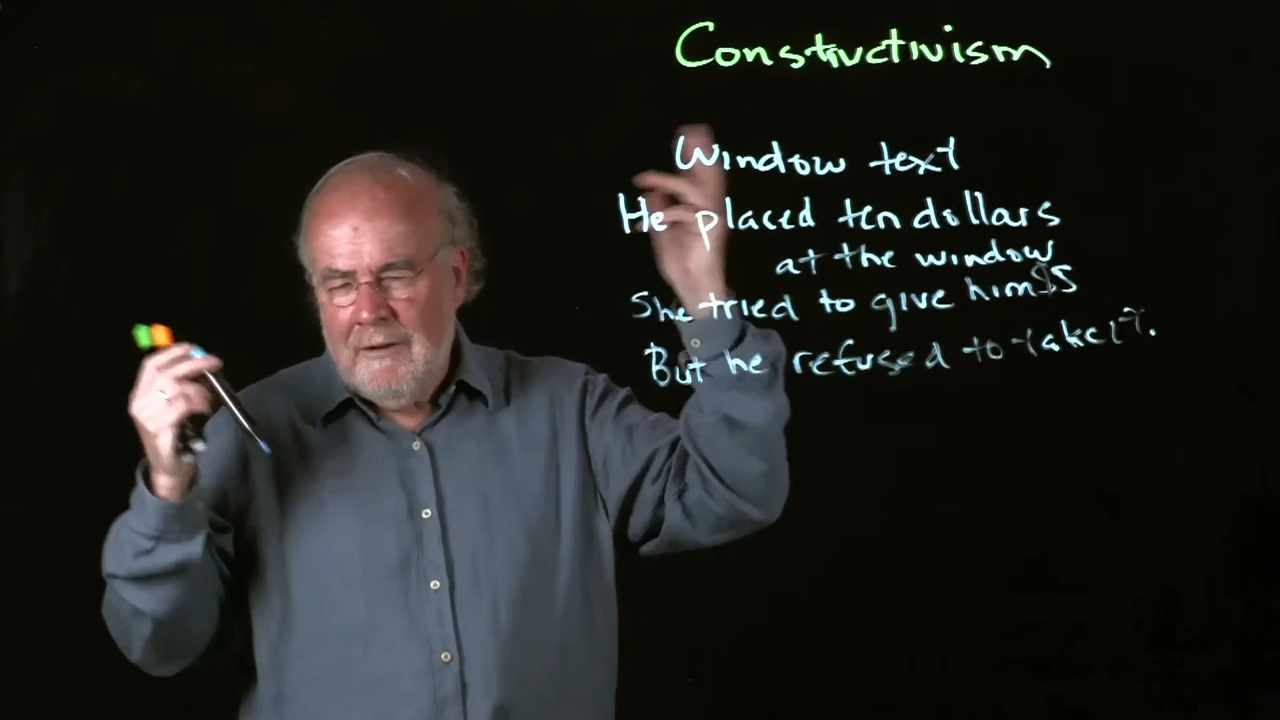 Constructivism
Window text
He placed ten dollars
at the window
She tried to give him $5
But he refused to take it.